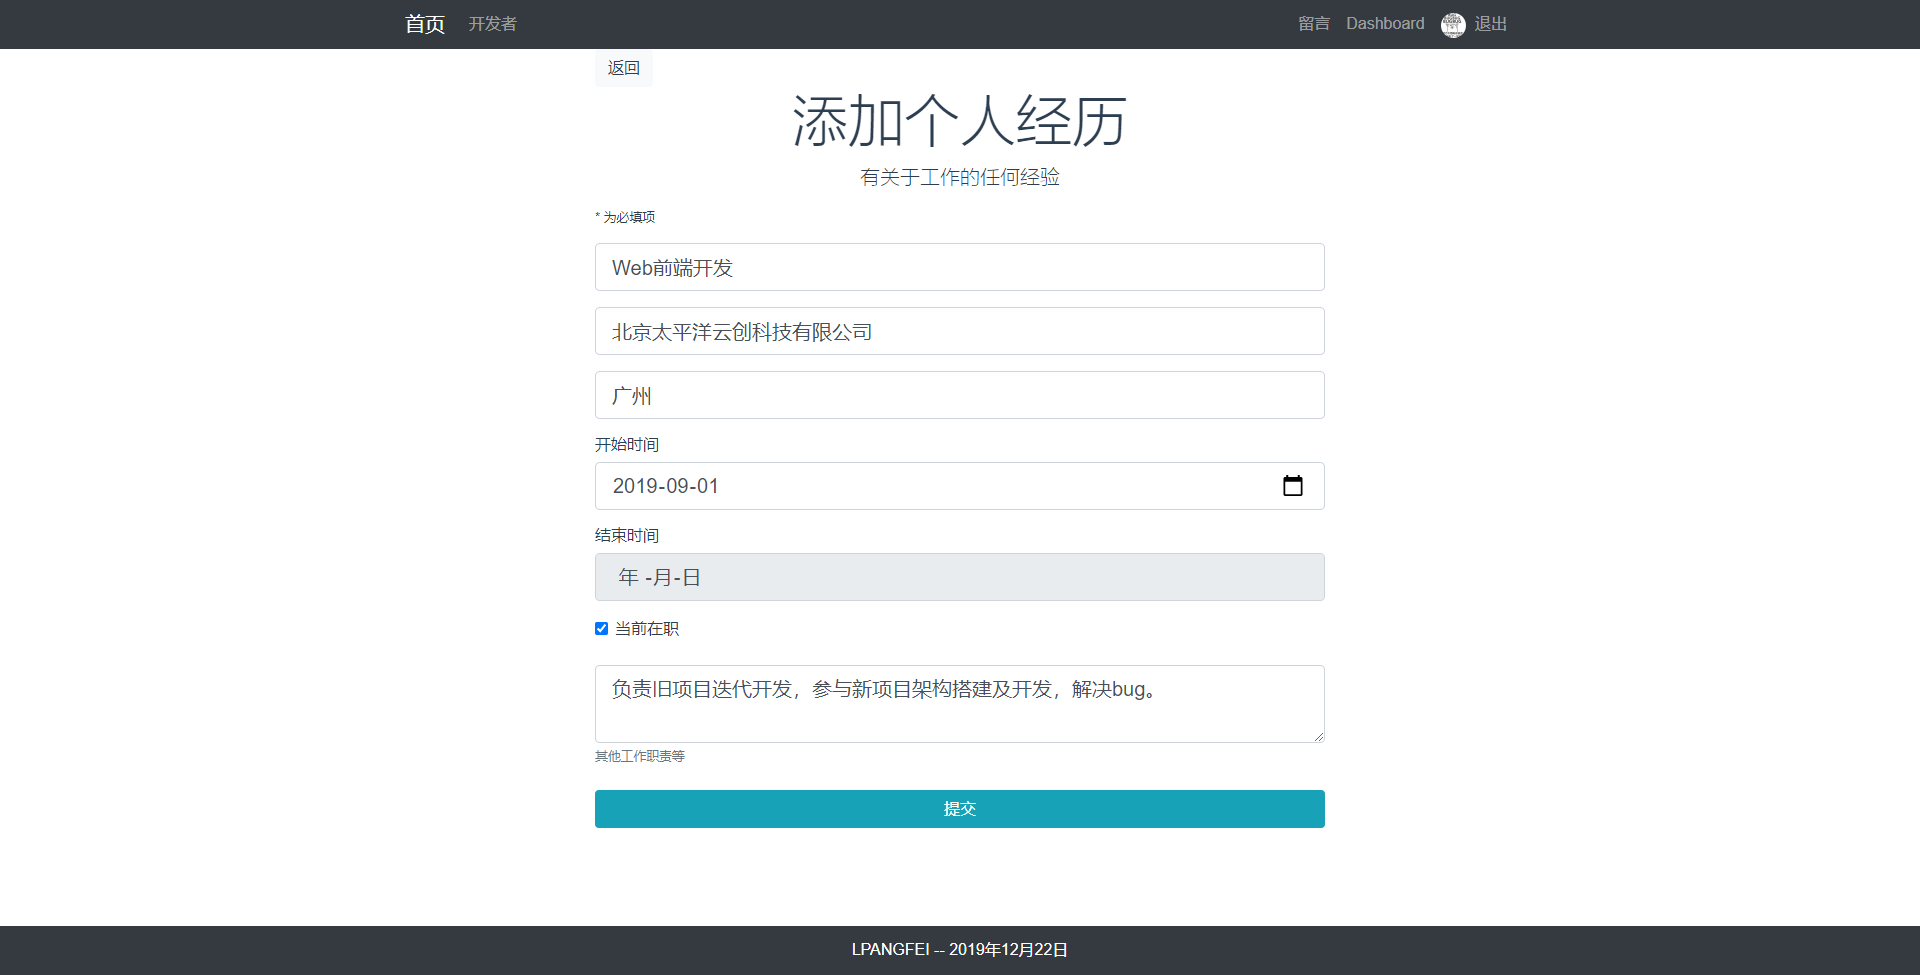 首页 开发者 留言 Dashboard 退出
返回
添加个人经历
有关于工作的任何经验
* 为必填项
Web前端开发
北京太平洋云创科技有限公司
广州
开始时间
2019-09-01
结束时间
年 -月-日
当前在职
负责旧项目迭代开发，参与新项目架构搭建及开发，解决bug。
其他工作职责等
提交
LPANGFEI -- 2019年12月22日